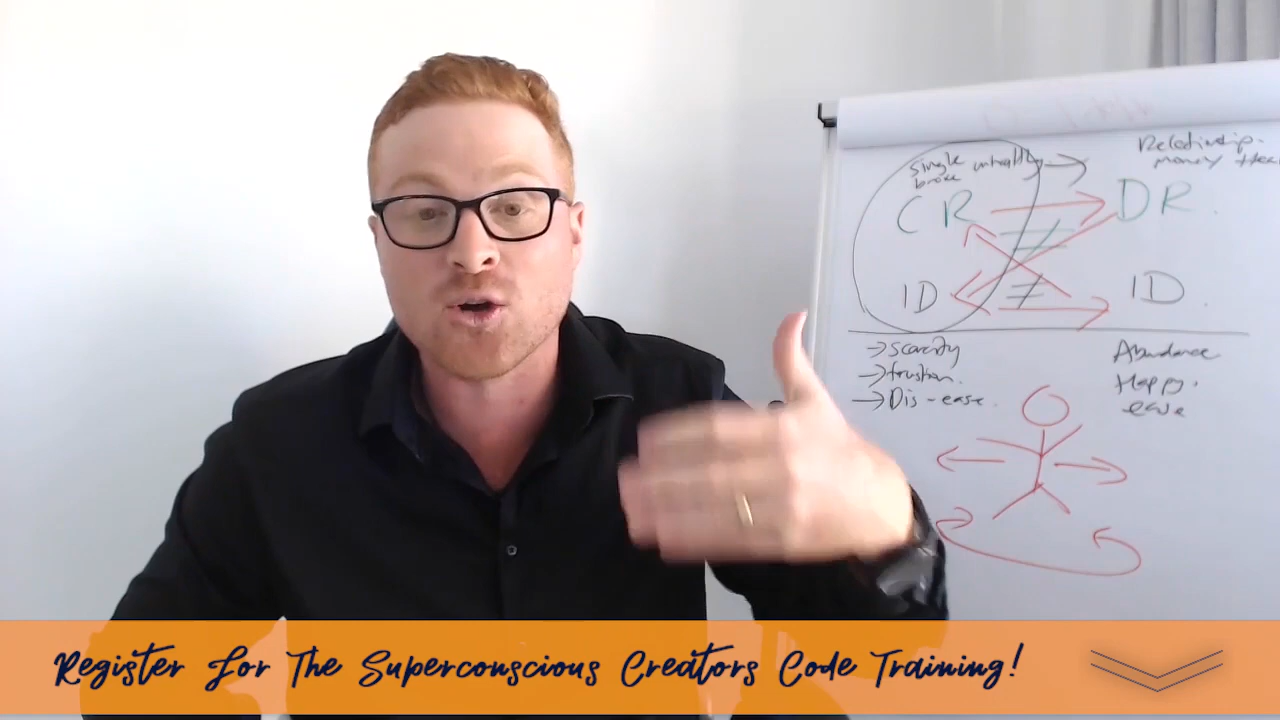 single
broke unhealthy
Relationship.
money
CR
DR.
ID
ID.
→ Scarcity
→ frustration.
→ Dis-ease.
Abundance
Happy.
ease
Register For The Superconscious Creators Code Training!